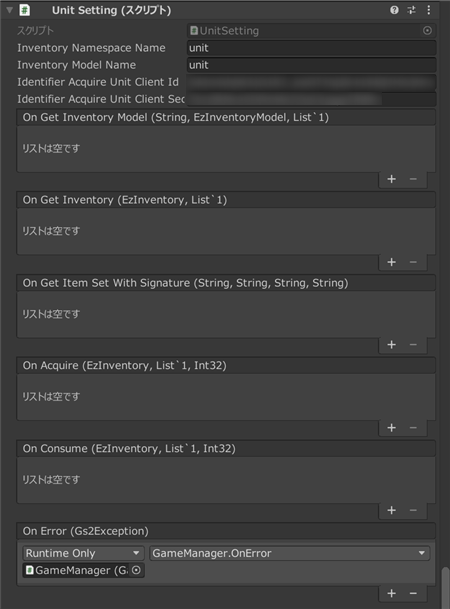 Unit Setting (スクリプト)
スクリプト UnitSetting
Inventory Namespace Name unit
Inventory Model Name unit
Identifier Acquire Unit Client Id
Identifier Acquire Unit Client Sec
On Get Inventory Model (String, EzInventoryModel, List`1)
リストは空です
On Get Inventory (EzInventory, List`1)
リストは空です
On Get Item Set With Signature (String, String, String, String)
リストは空です
On Acquire (EzInventory, List`1, Int32)
リストは空です
On Consume (EzInventory, List`1, Int32)
リストは空です
On Error (Gs2Exception)
Runtime Only GameManager.OnError
GameManager (Ga